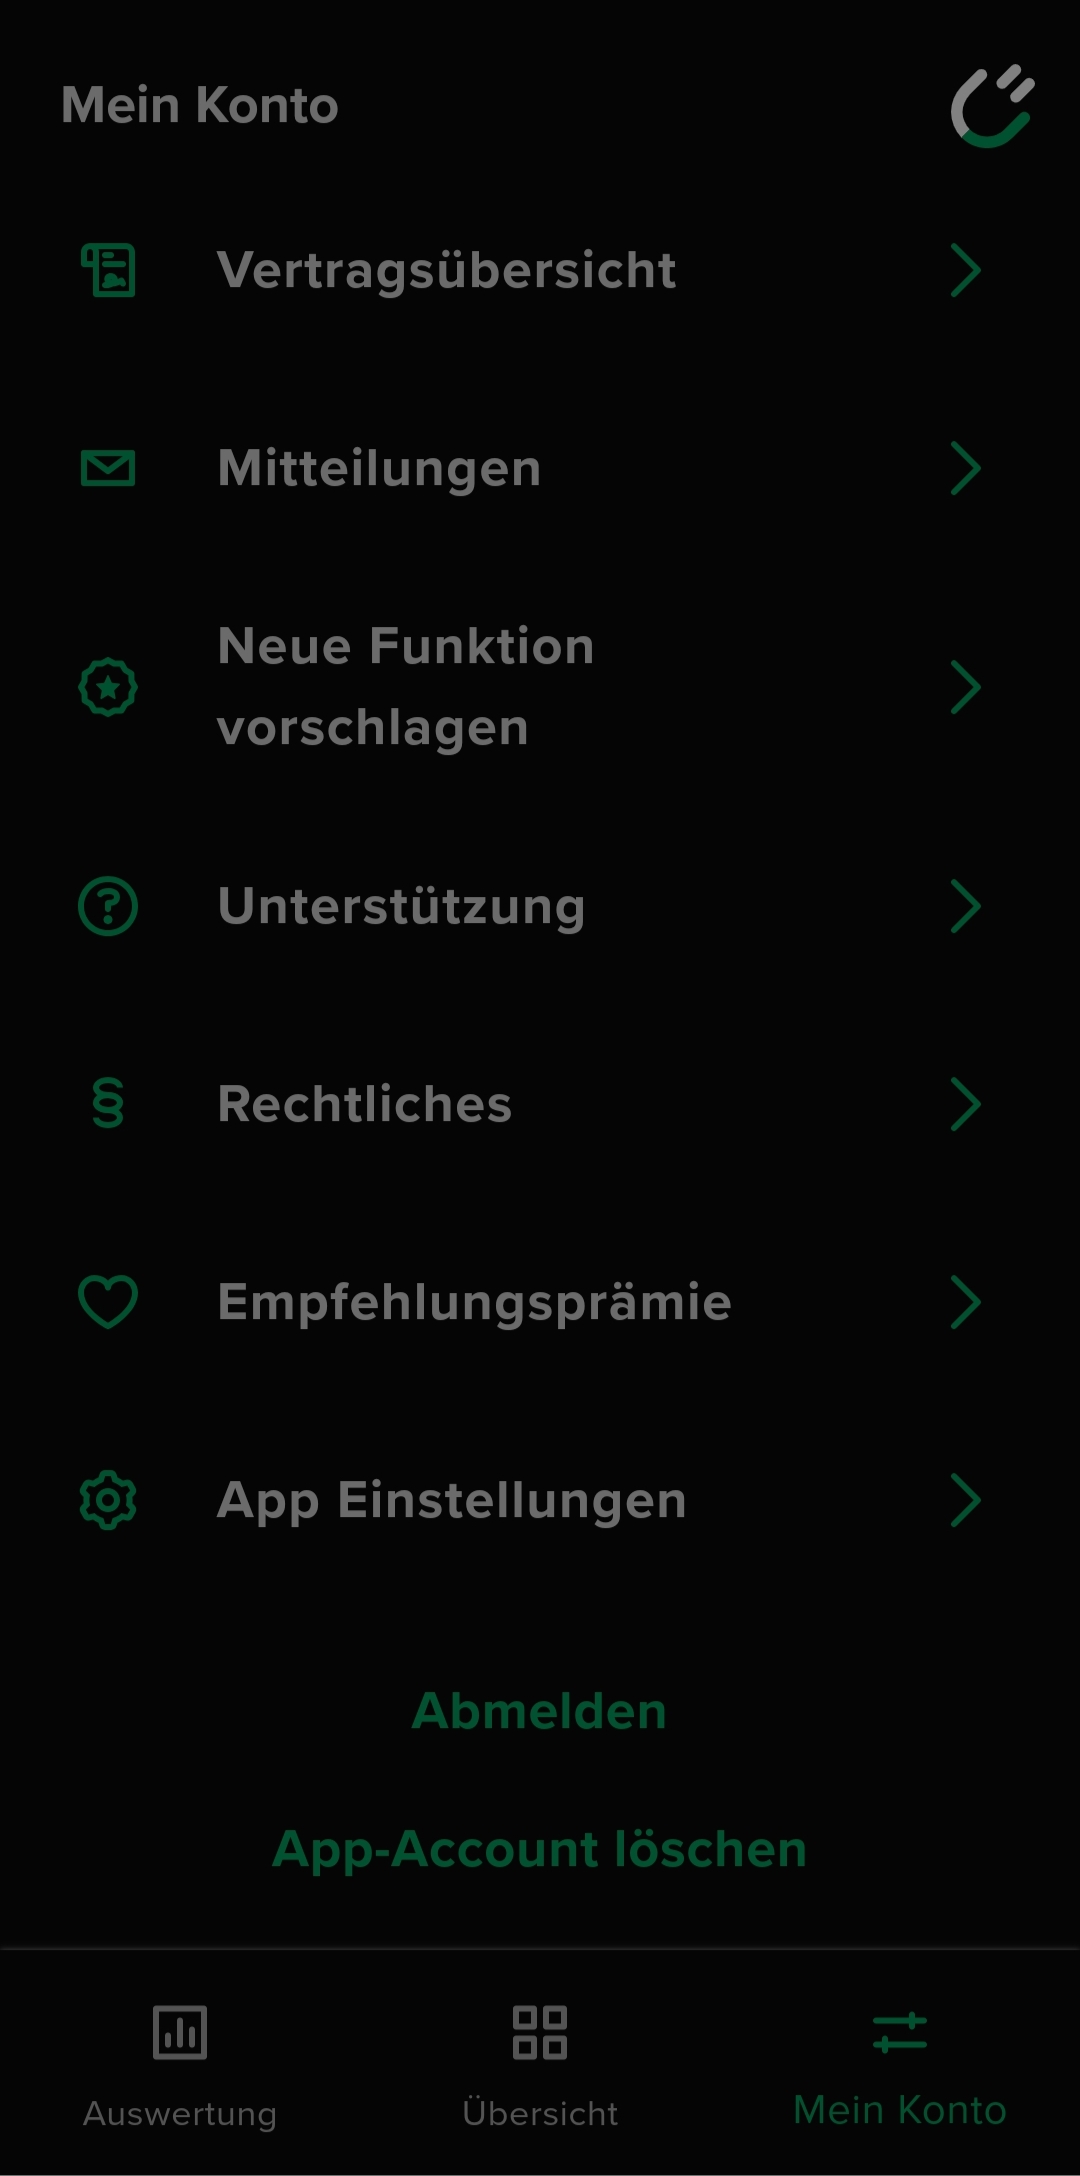 Mein Konto
Vertragsübersicht
Mitteilungen
Neue Funktion
vorschlagen
Unterstützung
Rechtliches
Empfehlungsprämie
App Einstellungen
Abmelden
App-Account löschen
Auswertung
Übersicht
Mein Konto